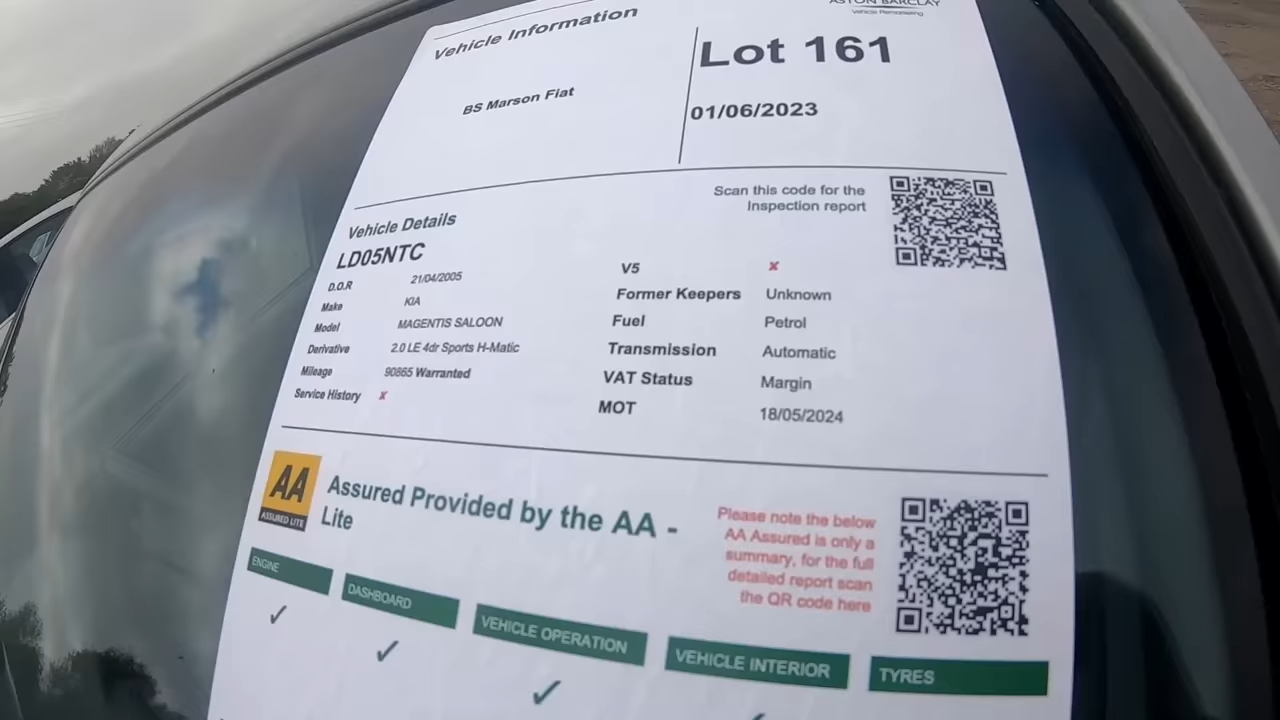 Vehicle Information
ASTON BARCLAY
Vehicle Remarketing
Lot 161
BS Marson Fiat
01/06/2023
Scan this code for the
Inspection report
Vehicle Details
LD05NTC
D.O.R 21/04/2005
Make KIA
Model MAGENTIS SALOON
Derivative 2.0 LE 4dr Sports H-Matic
Mileage 90865 Warranted
Service History x
V5 x
Former Keepers Unknown
Fuel Petrol
Transmission Automatic
VAT Status Margin
MOT 18/05/2024
AA
ASSURED LITE
Assured Provided by the AA -
Lite
Please note the below
AA Assured is only a
summary, for the full
detailed report scan
the QR code here
ENGINE
DASHBOARD
VEHICLE OPERATION
VEHICLE INTERIOR
TYRES